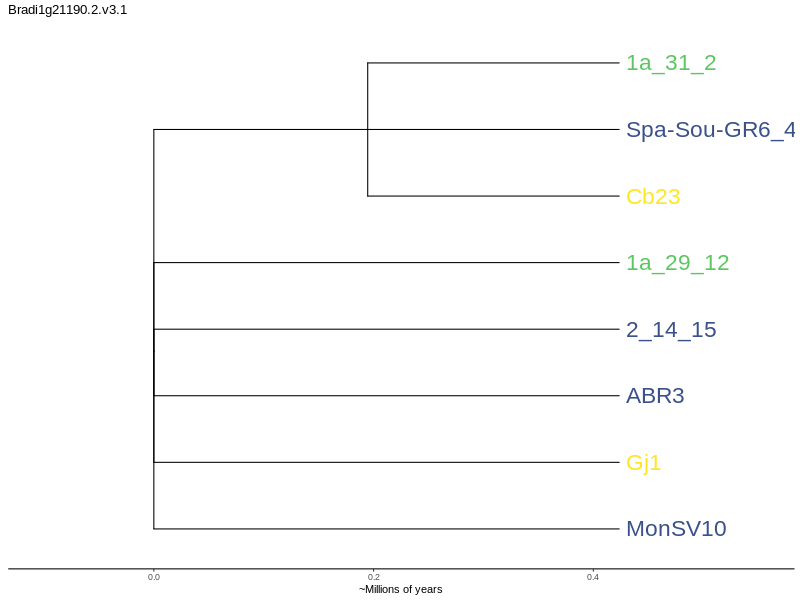 Bradi1g21190.2.v3.1
1a_31_2
Spa-Sou-GR6_4
Cb23
1a_29_12
2_14_15
ABR3
Gj1
MonSV10
0.0 0.2 0.4
~Millions of years